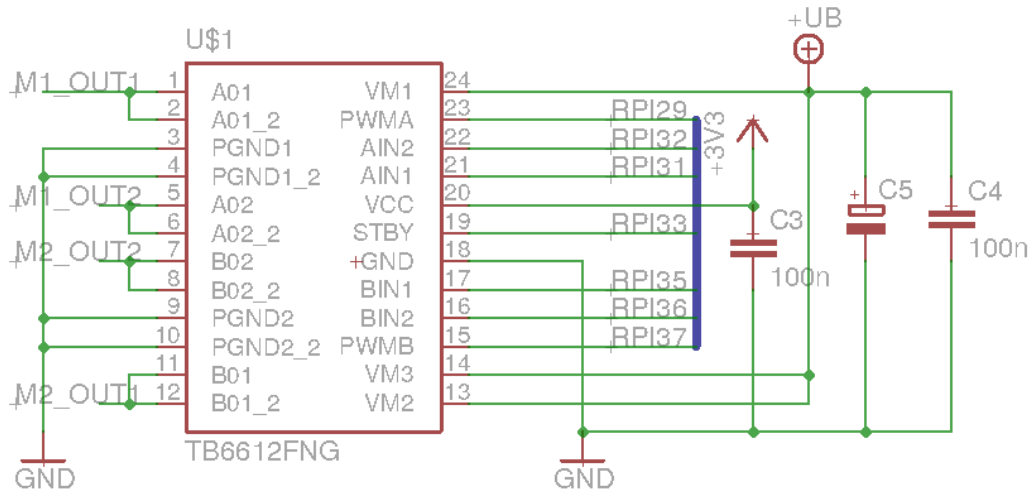 +UB
U$1
M1_OUT1 1 A01 VM1 24
2 A01_2 PWMA 23 RPI29
3 PGND1 AIN2 22 RPI32
4 PGND1_2 AIN1 21 RPI31
+3V3
M1_OUT2 5 A02 VCC 20
C5 C4
6 A02_2 STBY 19 RPI33
C3
M2_OUT2 7 B02 GND 18
100n
100n
8 B02_2 BIN1 17 RPI35
9 PGND2 BIN2 16 RPI36
10 PGND2_2 PWMB 15 RPI37
11 B01 VM3 14
M2_OUT1 12 B01_2 VM2 13
TB6612FNG
GND GND